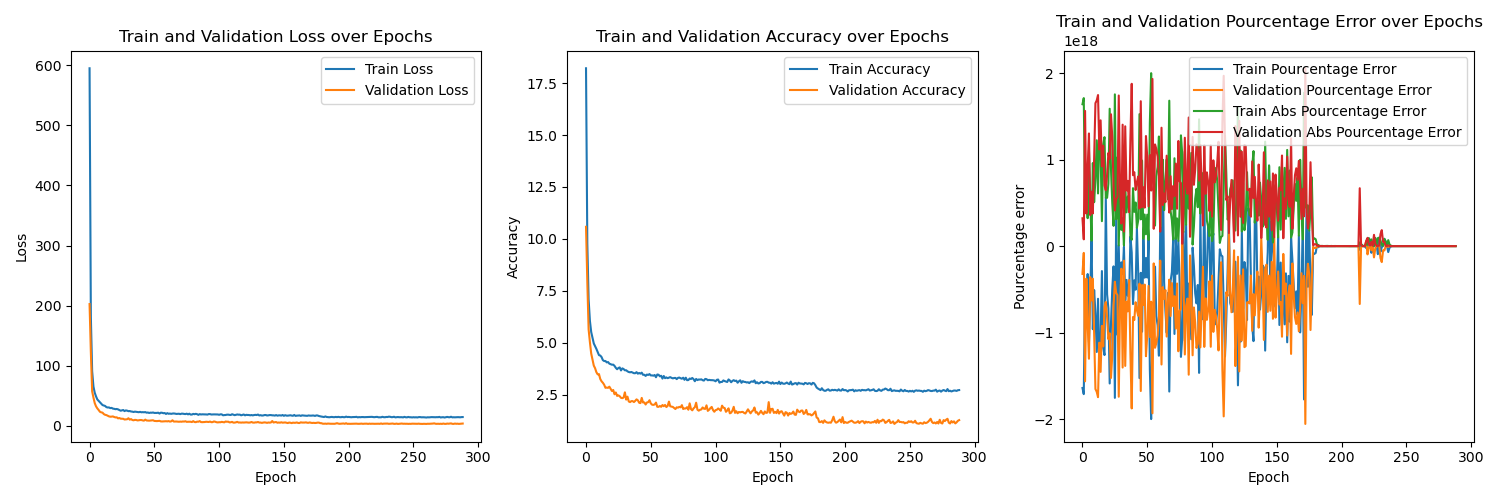 Train and Validation Loss over Epochs
Loss
600
500
400
300
200
100
0
Train Loss
Validation Loss
0 50 100 150 200 250 300
Epoch
Train and Validation Accuracy over Epochs
Accuracy
17.5
15.0
12.5
10.0
7.5
5.0
2.5
Train Accuracy
Validation Accuracy
0 50 100 150 200 250 300
Epoch
Train and Validation Pourcentage Error over Epochs
1e18
Pourcentage error
2
1
0
−1
−2
Train Pourcentage Error
Validation Pourcentage Error
Train Abs Pourcentage Error
Validation Abs Pourcentage Error
0 50 100 150 200 250 300
Epoch